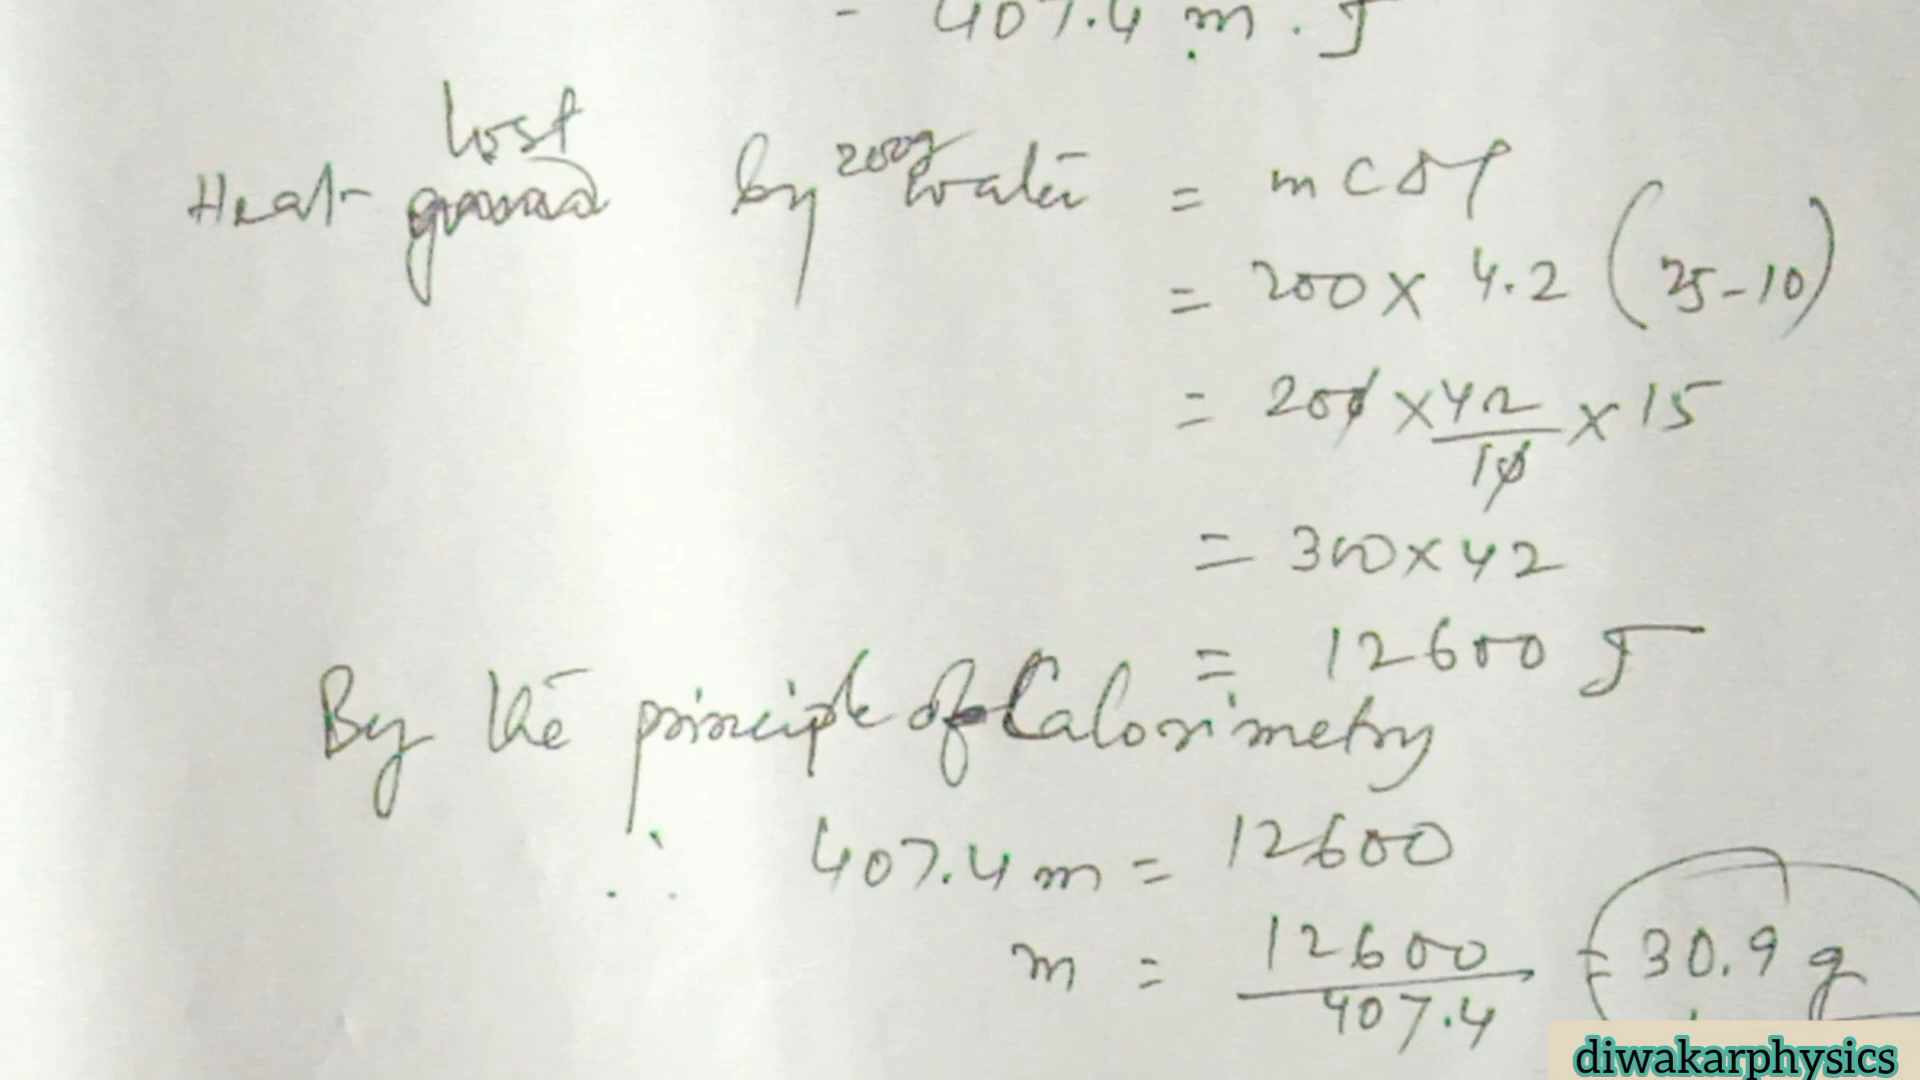 - 407.4 m . J
lost
Heat gained by 200g water = mCΔT
= 200 × 4.2 (25-10)
= 200 × 42/10 × 15
= 300 × 42
= 12600 J
By the principle of Calorimetry
∴ 407.4 m = 12600
m = 12600/407.4 = 30.9 g
diwakarphysics